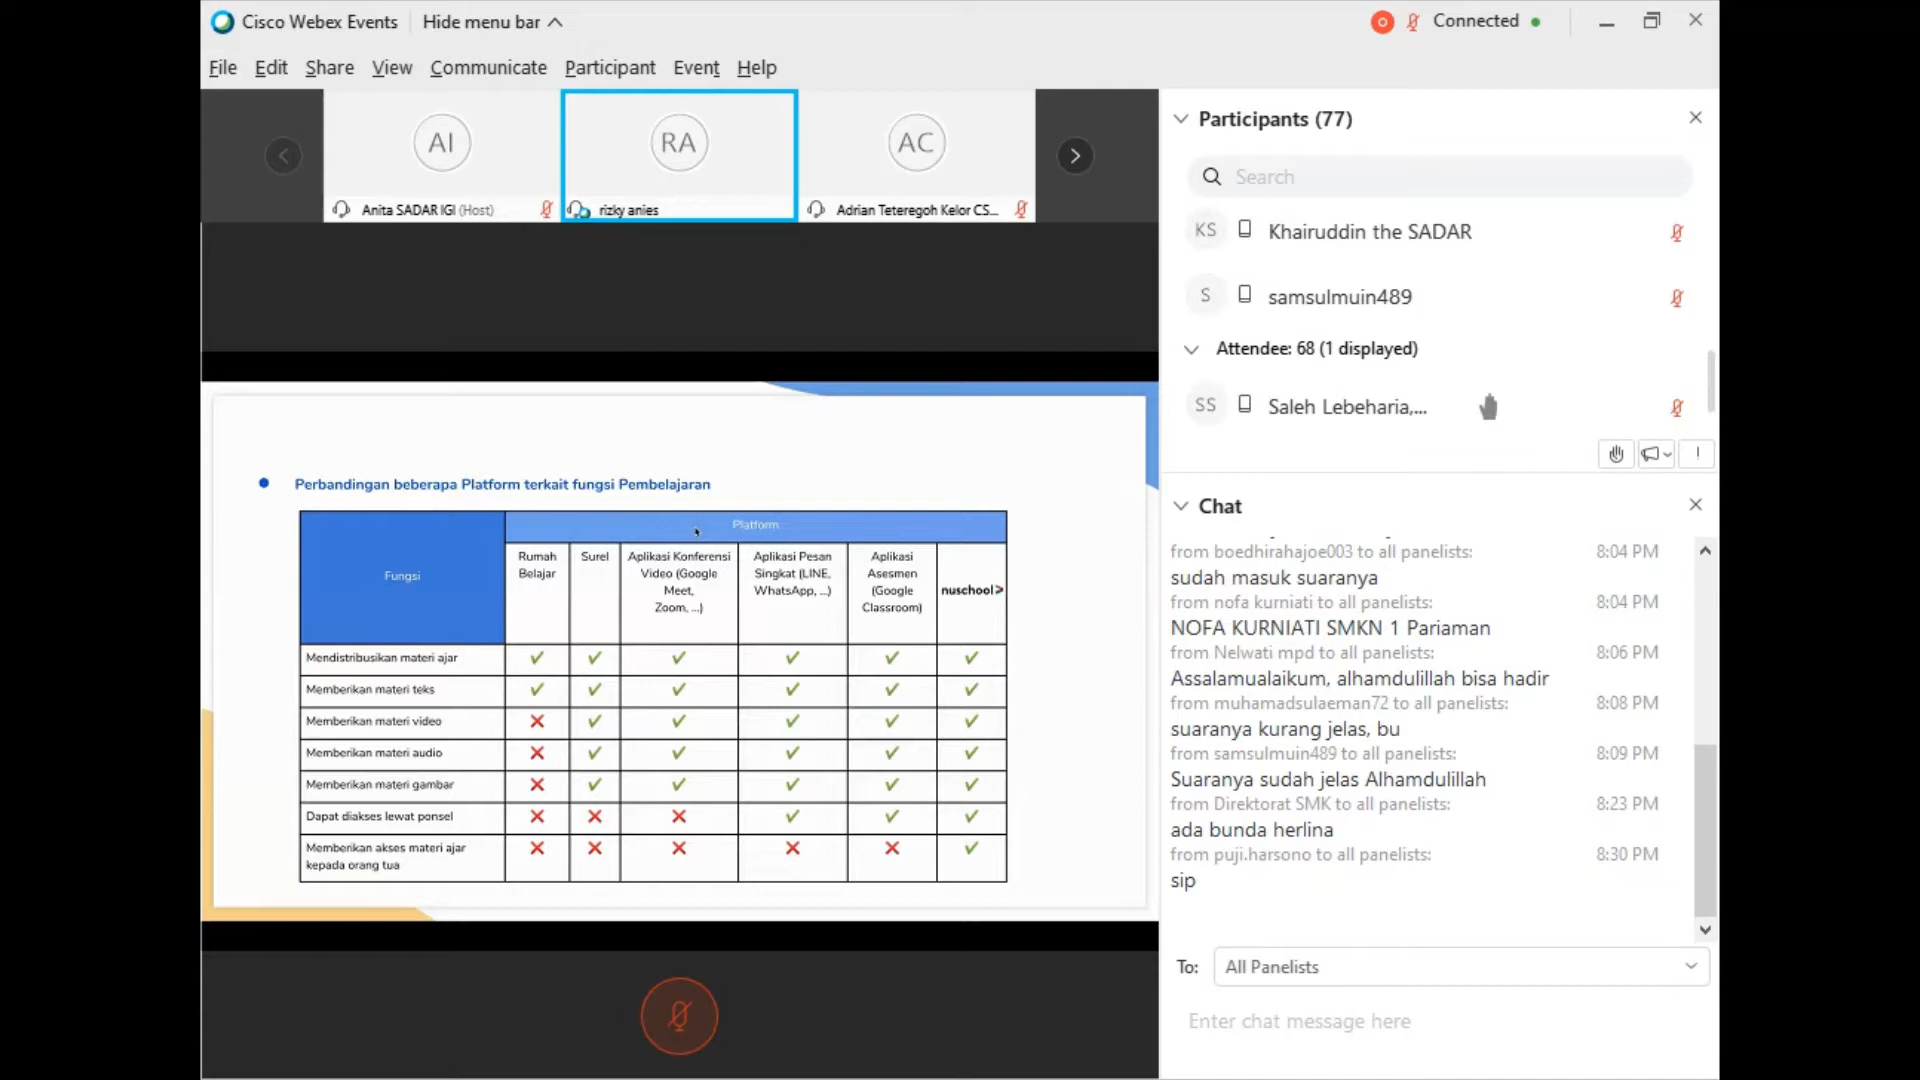 Cisco Webex Events
Hide menu bar
Connected
File Edit Share View Communicate Participant Event Help
AI
RA
AC
Anita SADAR IGI (Host)
rizky anies
Adrian Teteregoh Kelor CS...
Participants (77)
Search
KS
Khairuddin the SADAR
S
samsulmuin489
Attendee: 68 (1 displayed)
SS
Saleh Lebeharia,...
Perbandingan beberapa Platform terkait fungsi Pembelajaran
Fungsi
Platform
Rumah
Belajar
Surel
Aplikasi Konferensi
Video (Google
Meet,
Zoom, ...)
Aplikasi Pesan
Singkat (LINE,
WhatsApp, ...)
Aplikasi
Asesmen
(Google
Classroom)
nuschool
Mendistribusikan materi ajar
Memberikan materi teks
Memberikan materi video
Memberikan materi audio
Memberikan materi gambar
Dapat diakses lewat ponsel
Memberikan akses materi ajar
kepada orang tua
Chat
from boedhirahajoe003 to all panelists: 8:04 PM
sudah masuk suaranya
from nofa kurniati to all panelists: 8:04 PM
NOFA KURNIATI SMKN 1 Pariaman
from Nelwati mpd to all panelists: 8:06 PM
Assalamualaikum, alhamdulillah bisa hadir
from muhamadsulaeman72 to all panelists: 8:08 PM
suaranya kurang jelas, bu
from samsulmuin489 to all panelists: 8:09 PM
Suaranya sudah jelas Alhamdulillah
from Direktorat SMK to all panelists: 8:23 PM
ada bunda herlina
from puji.harsono to all panelists: 8:30 PM
sip
To: All Panelists
Enter chat message here